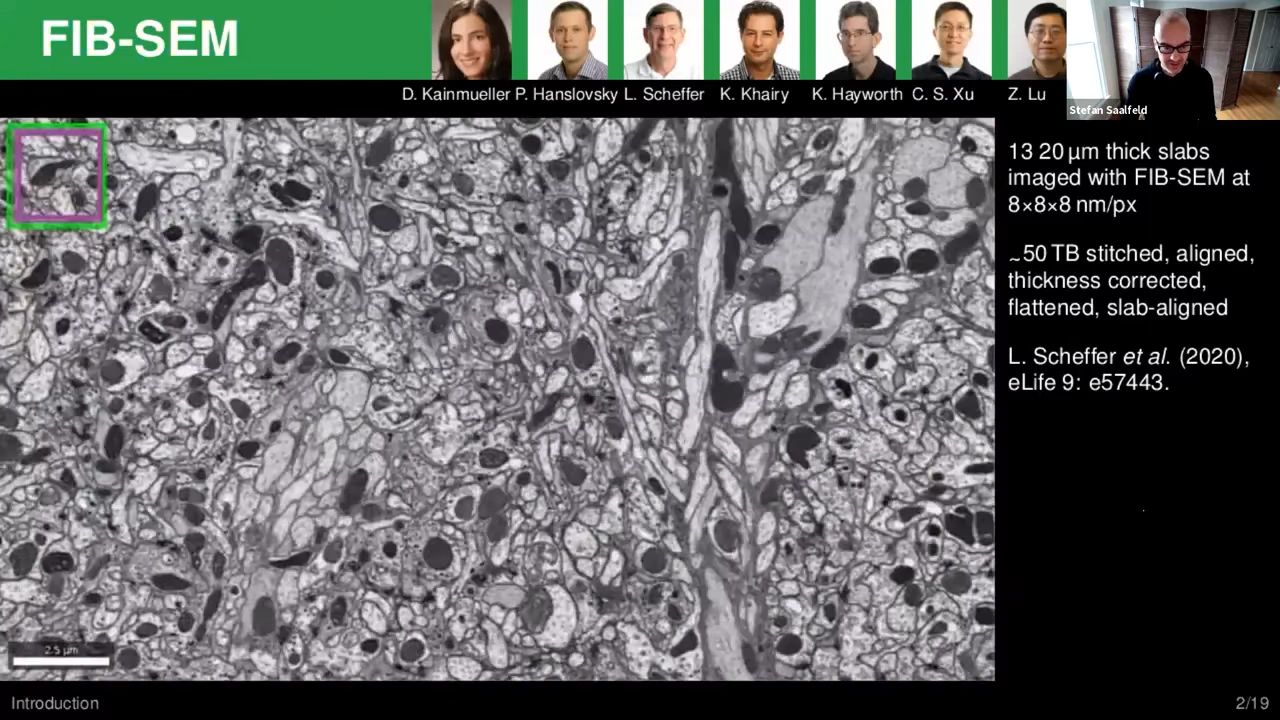 FIB-SEM
D. Kainmueller P. Hanslovsky L. Scheffer K. Khairy K. Hayworth C. S. Xu Z. Lu
Stefan Saalfeld
13 20 µm thick slabs
imaged with FIB-SEM at
8×8×8 nm/px
~50 TB stitched, aligned,
thickness corrected,
flattened, slab-aligned
L. Scheffer et al. (2020),
eLife 9: e57443.
2.5 µm
Introduction 2/19